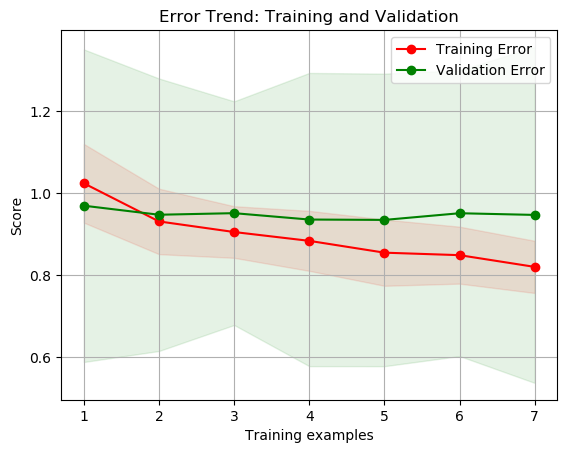 Error Trend: Training and Validation
Training Error
Validation Error
Score
1.2
1.0
0.8
0.6
1 2 3 4 5 6 7
Training examples